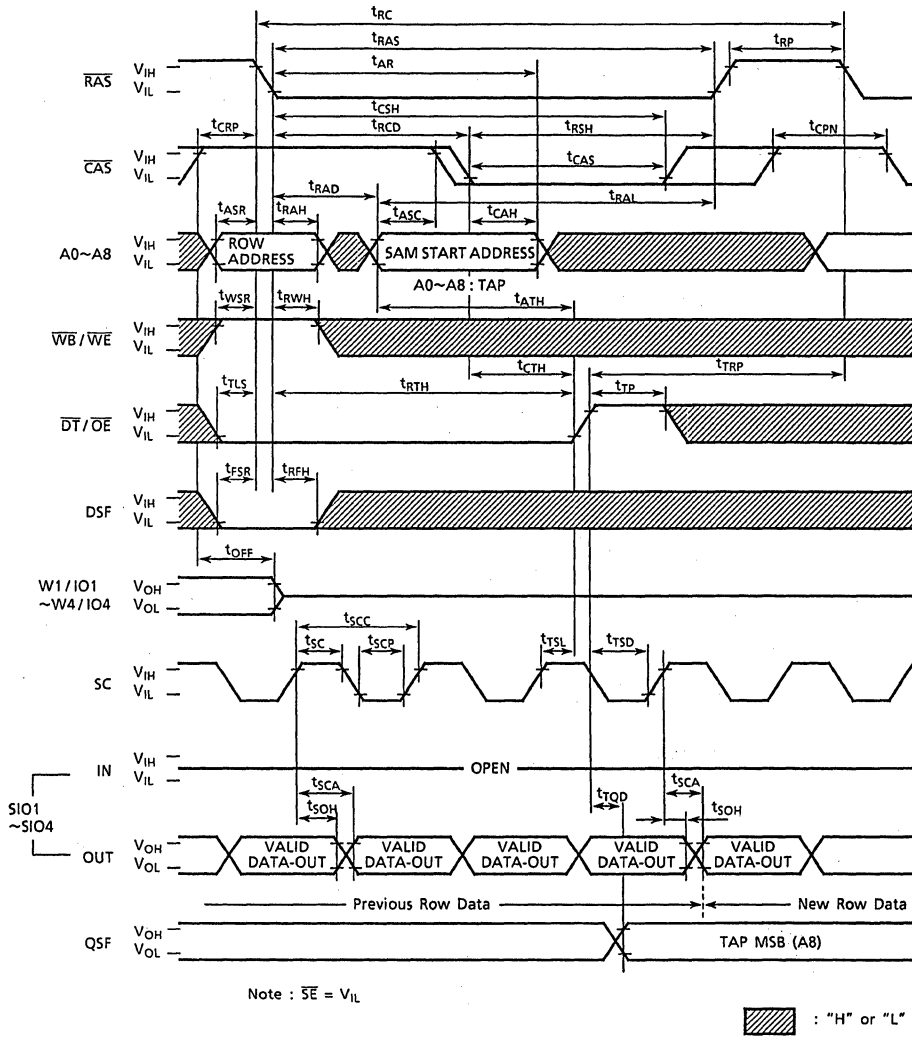 tRC
tRAS
tRP
tAR
RAS
VIH
VIL
tCSH
tCRP
tRCD
tRSH
tCPN
CAS
VIH
VIL
tCAS
tRAD
tRAL
tASR
tRAH
tASC
tCAH
A0~A8
VIH
VIL
ROW
ADDRESS
SAM START ADDRESS
A0~A8 : TAP
tWSR
tRWH
tATH
WB/WE
VIH
VIL
tCTH
tTRP
tTLS
tRTH
tTP
DT/OE
VIH
VIL
tFSR
tRFH
DSF
VIH
VIL
tOFF
W1/IO1
~W4/IO4
VOH
VOL
tSCC
tSC
tSCP
tTSL
tTSD
SC
VIH
VIL
IN
VIH
VIL
OPEN
SIO1
~SIO4
tSCA
tSOH
tTQD
tSCA
tSOH
OUT
VOH
VOL
VALID
DATA-OUT
VALID
DATA-OUT
VALID
DATA-OUT
VALID
DATA-OUT
VALID
DATA-OUT
Previous Row Data
New Row Data
QSF
VOH
VOL
TAP MSB (A8)
Note : SE = VIL
: "H" or "L"